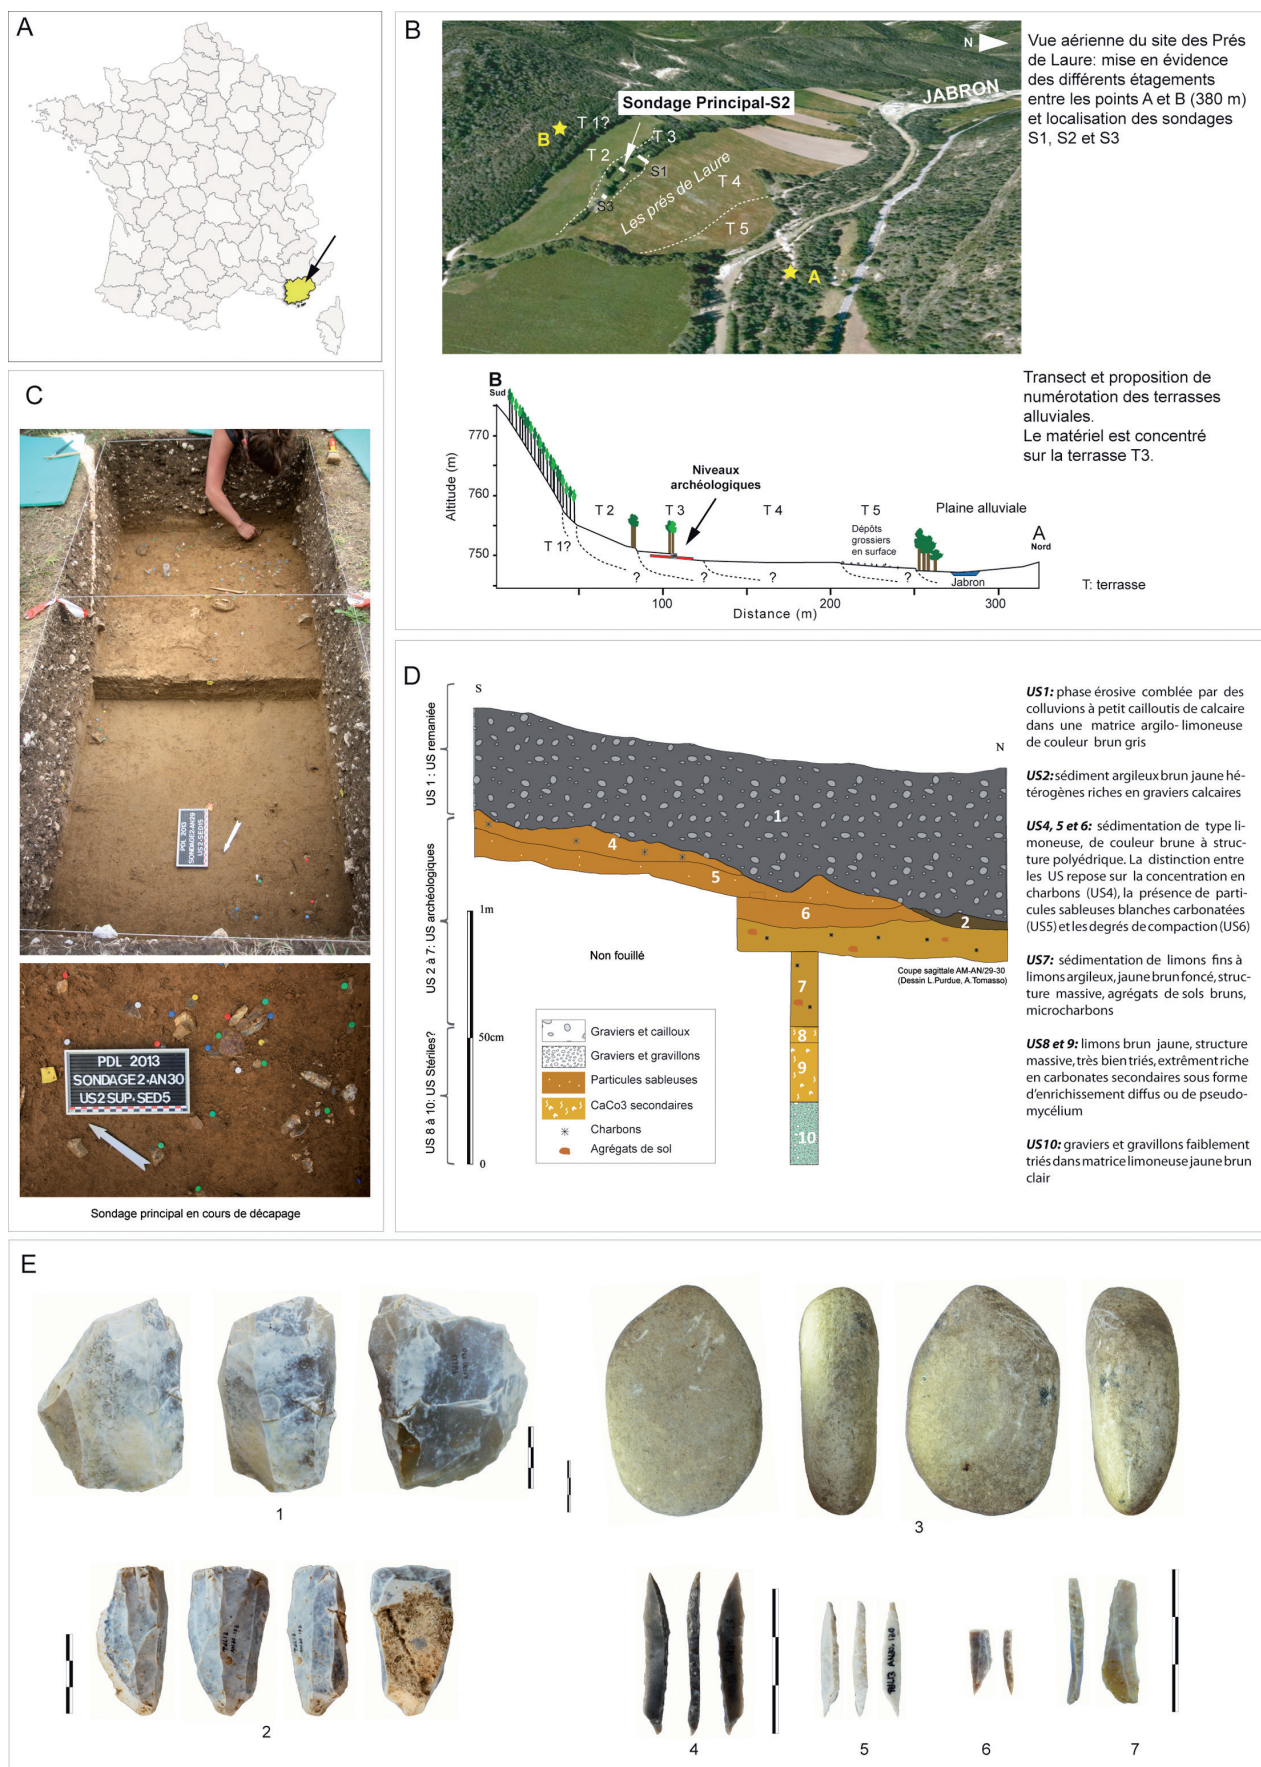 A
B
N
Sondage Principal-S2
JABRON
T 1?
B
T 3
T 2
S1
S3
Les prés de Laure
T 4
T 5
A
Vue aérienne du site des Prés
de Laure: mise en évidence
des différents étagements
entre les points A et B (380 m)
et localisation des sondages
S1, S2 et S3
B
Sud
770
760
750
Altitude (m)
Niveaux
archéologiques
T 1?
T 2
T 3
T 4
T 5
Dépôts
grossiers
en surface
Plaine alluviale
A
Nord
Jabron
? ? ? ? ?
100 200 300
Distance (m)
T: terrasse
Transect et proposition de
numérotation des terrasses
alluviales.
Le matériel est concentré
sur la terrasse T3.
C
PDL 2013
SONDAGE2-AN29
US2-SED15
PDL 2013
SONDAGE2-AN30
US2SUP-SED5
Sondage principal en cours de décapage
D
S
N
US 1 : US remaniée
US 2 à 7: US archéologiques
US 8 à 10: US Stériles?
1m
50cm
0
1
4
5
6
2
7
8
9
10
Non fouillé
Coupe sagittale AM-AN/29-30
(Dessin L.Purdue, A.Tomasso)
Graviers et cailloux
Graviers et gravillons
Particules sableuses
CaCo3 secondaires
Charbons
Agrégats de sol
US1: phase érosive comblée par des
colluvions à petit cailloutis de calcaire
dans une matrice argilo-limoneuse
de couleur brun gris
US2: sédiment argileux brun jaune hé-
térogènes riches en graviers calcaires
US4, 5 et 6: sédimentation de type li-
moneuse, de couleur brune à struc-
ture polyédrique. La distinction entre
les US repose sur la concentration en
charbons (US4), la présence de parti-
cules sableuses blanches carbonatées
(US5) et les degrés de compaction (US6)
US7: sédimentation de limons fins à
limons argileux, jaune brun foncé, struc-
ture massive, agrégats de sols bruns,
microcharbons
US8 et 9: limons brun jaune, structure
massive, très bien triés, extrêment riche
en carbonates secondaires sous forme
d'enrichissement diffus ou de pseudo-
mycélium
US10: graviers et gravillons faiblement
triés dans matrice limoneuse jaune brun
clair
E
1
3
2
4
5
6
7